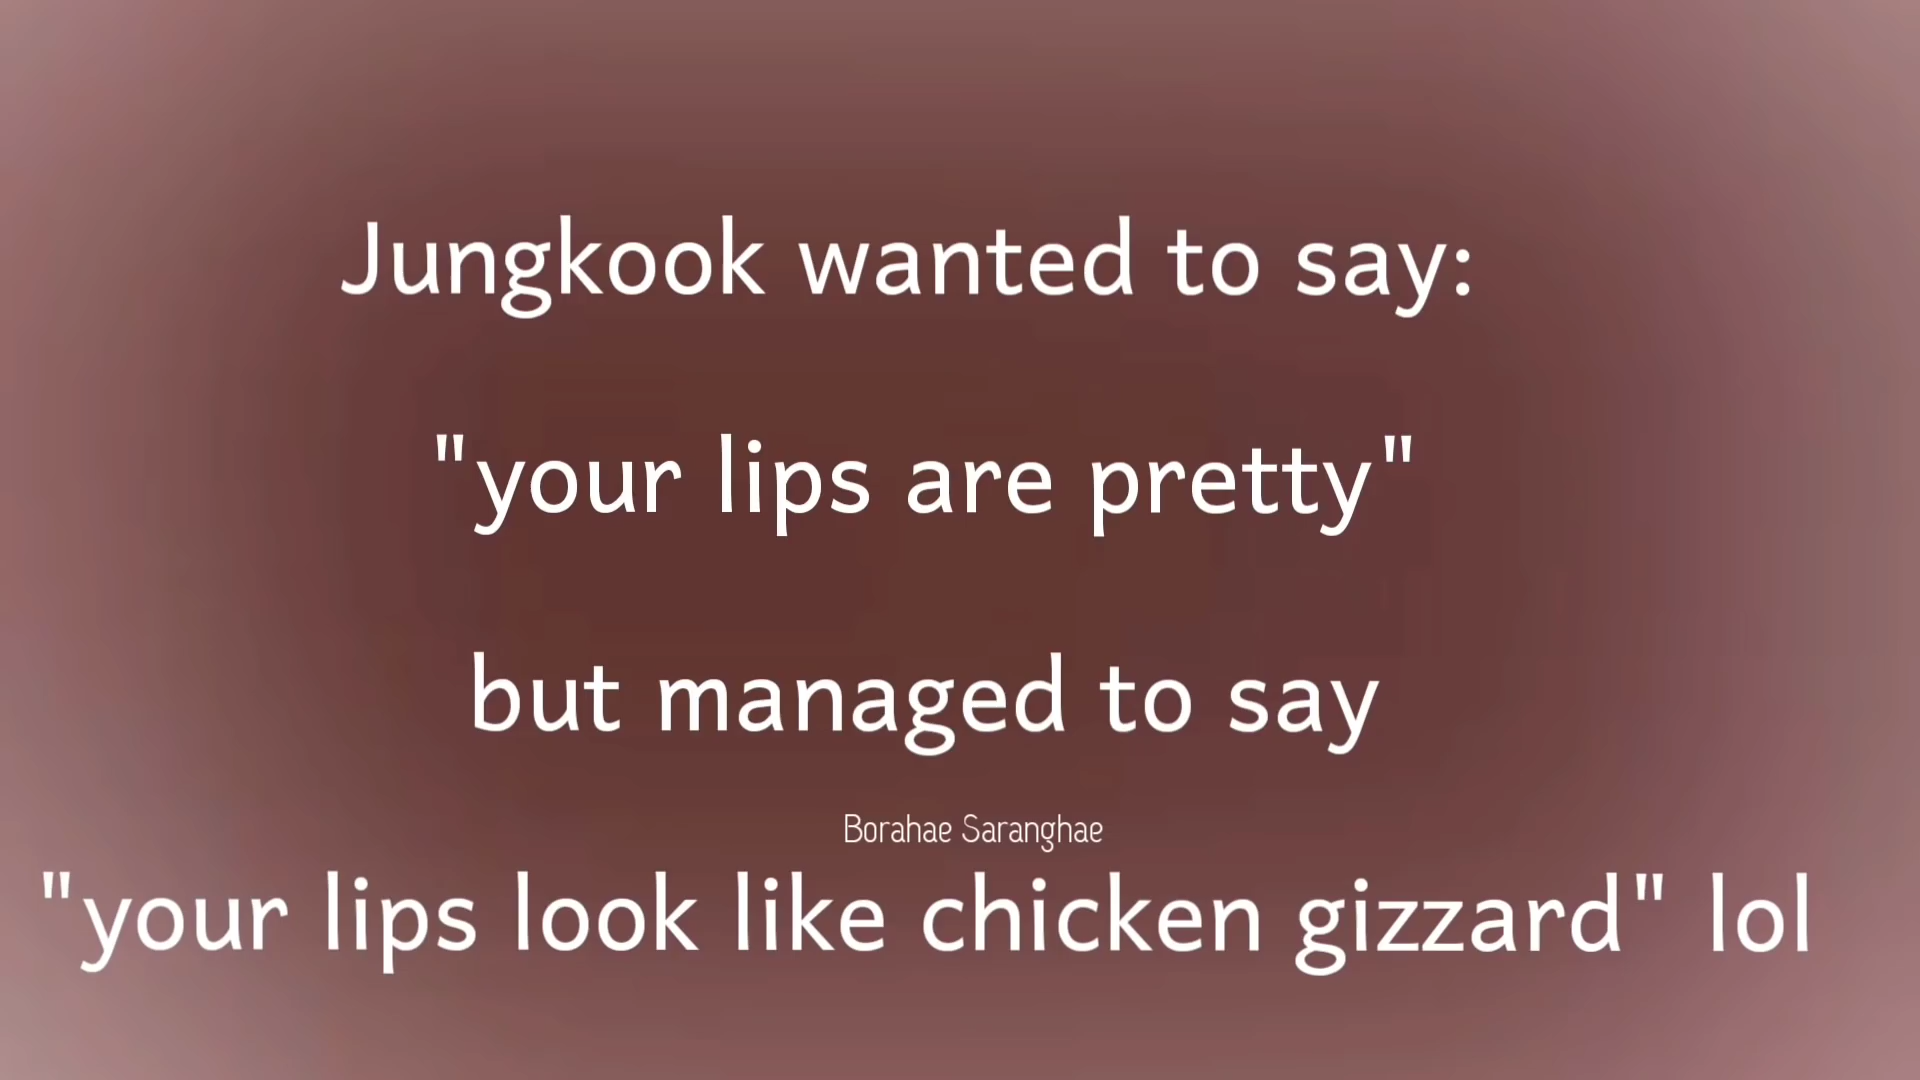 Jungkook wanted to say:
"your lips are pretty"
but managed to say
Borahae Saranghae
"your lips look like chicken gizzard" lol